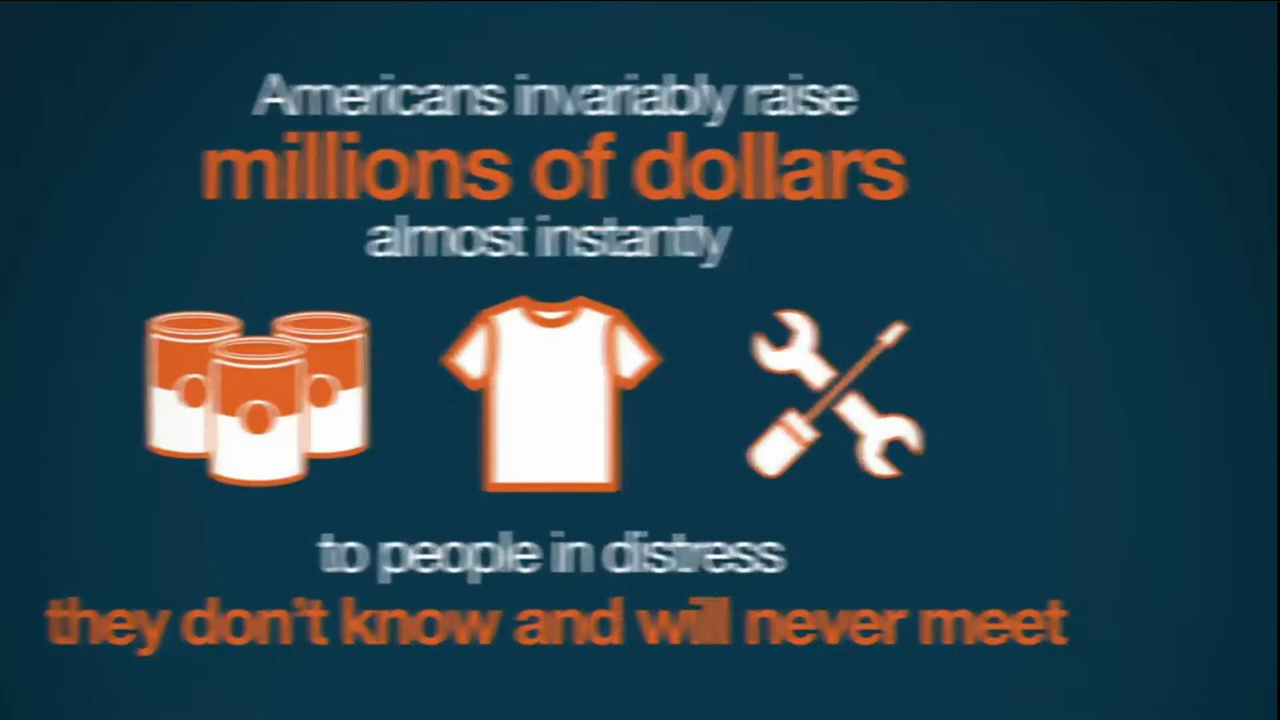 Americans invariably raise
millions of dollars
almost instantly
to people in distress
they don't know and will never meet